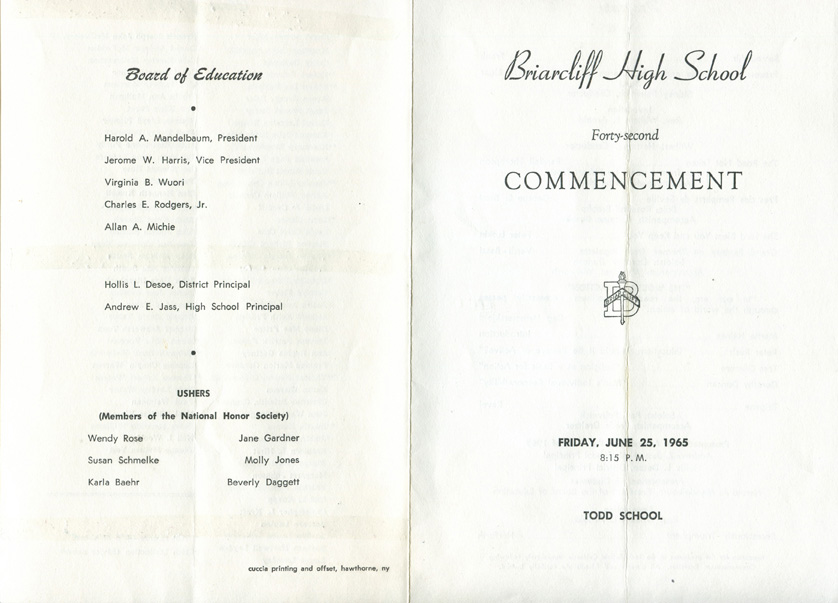 Board of Education
Harold A. Mandelbaum, President
Jerome W. Harris, Vice President
Virginia B. Wuori
Charles E. Rodgers, Jr.
Allan A. Michie
Hollis L. Desoe, District Principal
Andrew E. Jass, High School Principal
USHERS
(Members of the National Honor Society)
Wendy Rose Jane Gardner
Susan Schmelke Molly Jones
Karla Baehr Beverly Daggett
cuccia printing and offset, hawthorne, ny
Briarcliff High School
Forty-second
COMMENCEMENT
B
FRIDAY, JUNE 25, 1965
8:15 P.M.
TODD SCHOOL